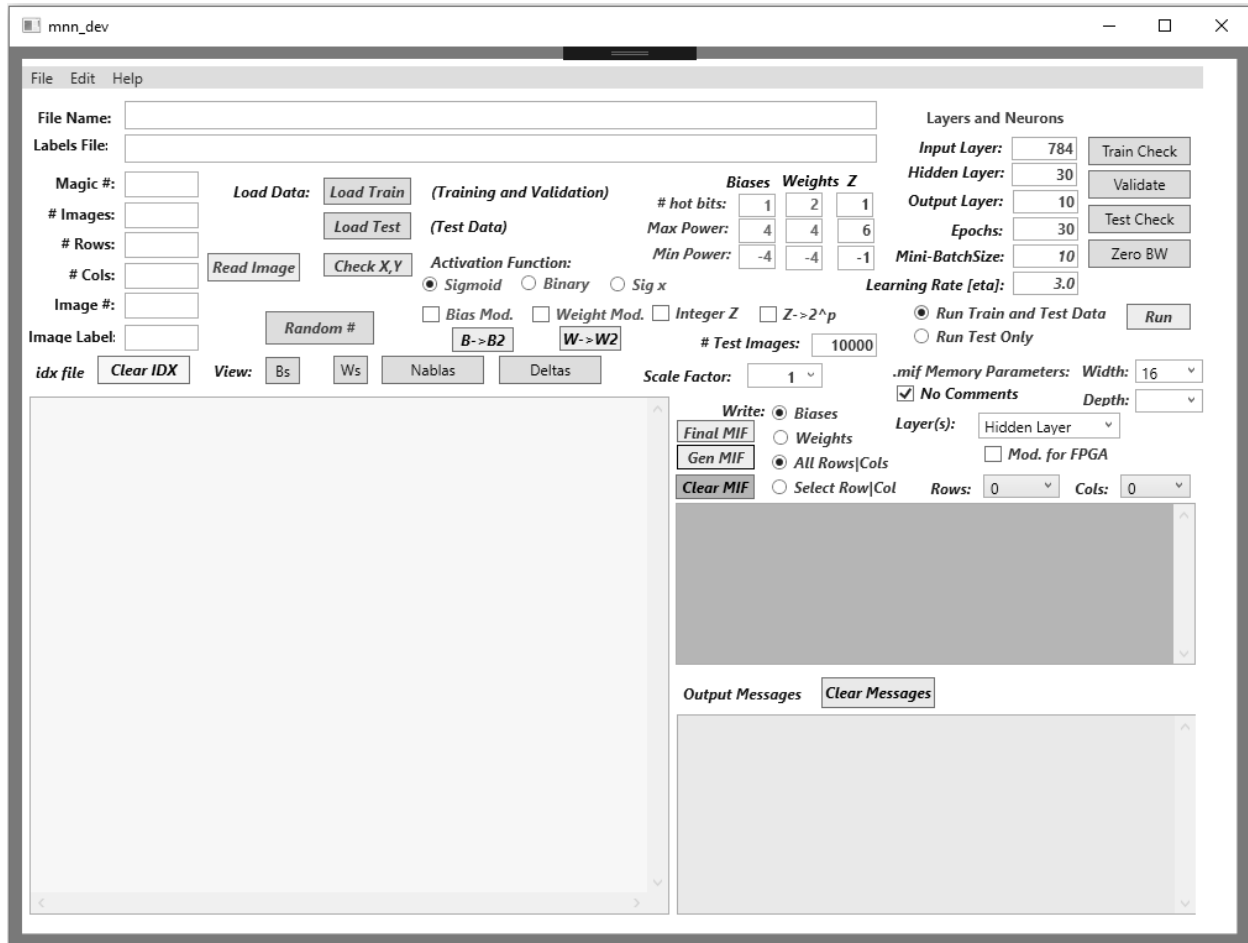 mnn_dev
File Edit Help
File Name:
Labels File:
Layers and Neurons
Input Layer: 784 Train Check
Hidden Layer: 30 Validate
Output Layer: 10 Test Check
Epochs: 30 Zero BW
Mini-BatchSize: 10
Learning Rate [eta]: 3.0
Magic #:
# Images:
# Rows:
# Cols:
Image #:
Image Label:
Load Data: Load Train (Training and Validation)
Load Test (Test Data)
Read Image Check X,Y
Random #
Biases Weights Z
# hot bits: 1 2 1
Max Power: 4 4 6
Min Power: -4 -4 -1
Activation Function:
Sigmoid Binary Sig x
Bias Mod. Weight Mod. Integer Z Z->2^p
B->B2 W->W2 # Test Images: 10000
Run Train and Test Data Run
Run Test Only
idx file Clear IDX View: Bs Ws Nablas Deltas
Scale Factor: 1
.mif Memory Parameters: Width: 16
No Comments Depth:
Write: Biases
Final MIF Weights
Gen MIF All Rows|Cols
Clear MIF Select Row|Col
Layer(s): Hidden Layer
Mod. for FPGA
Rows: 0 Cols: 0
Output Messages Clear Messages